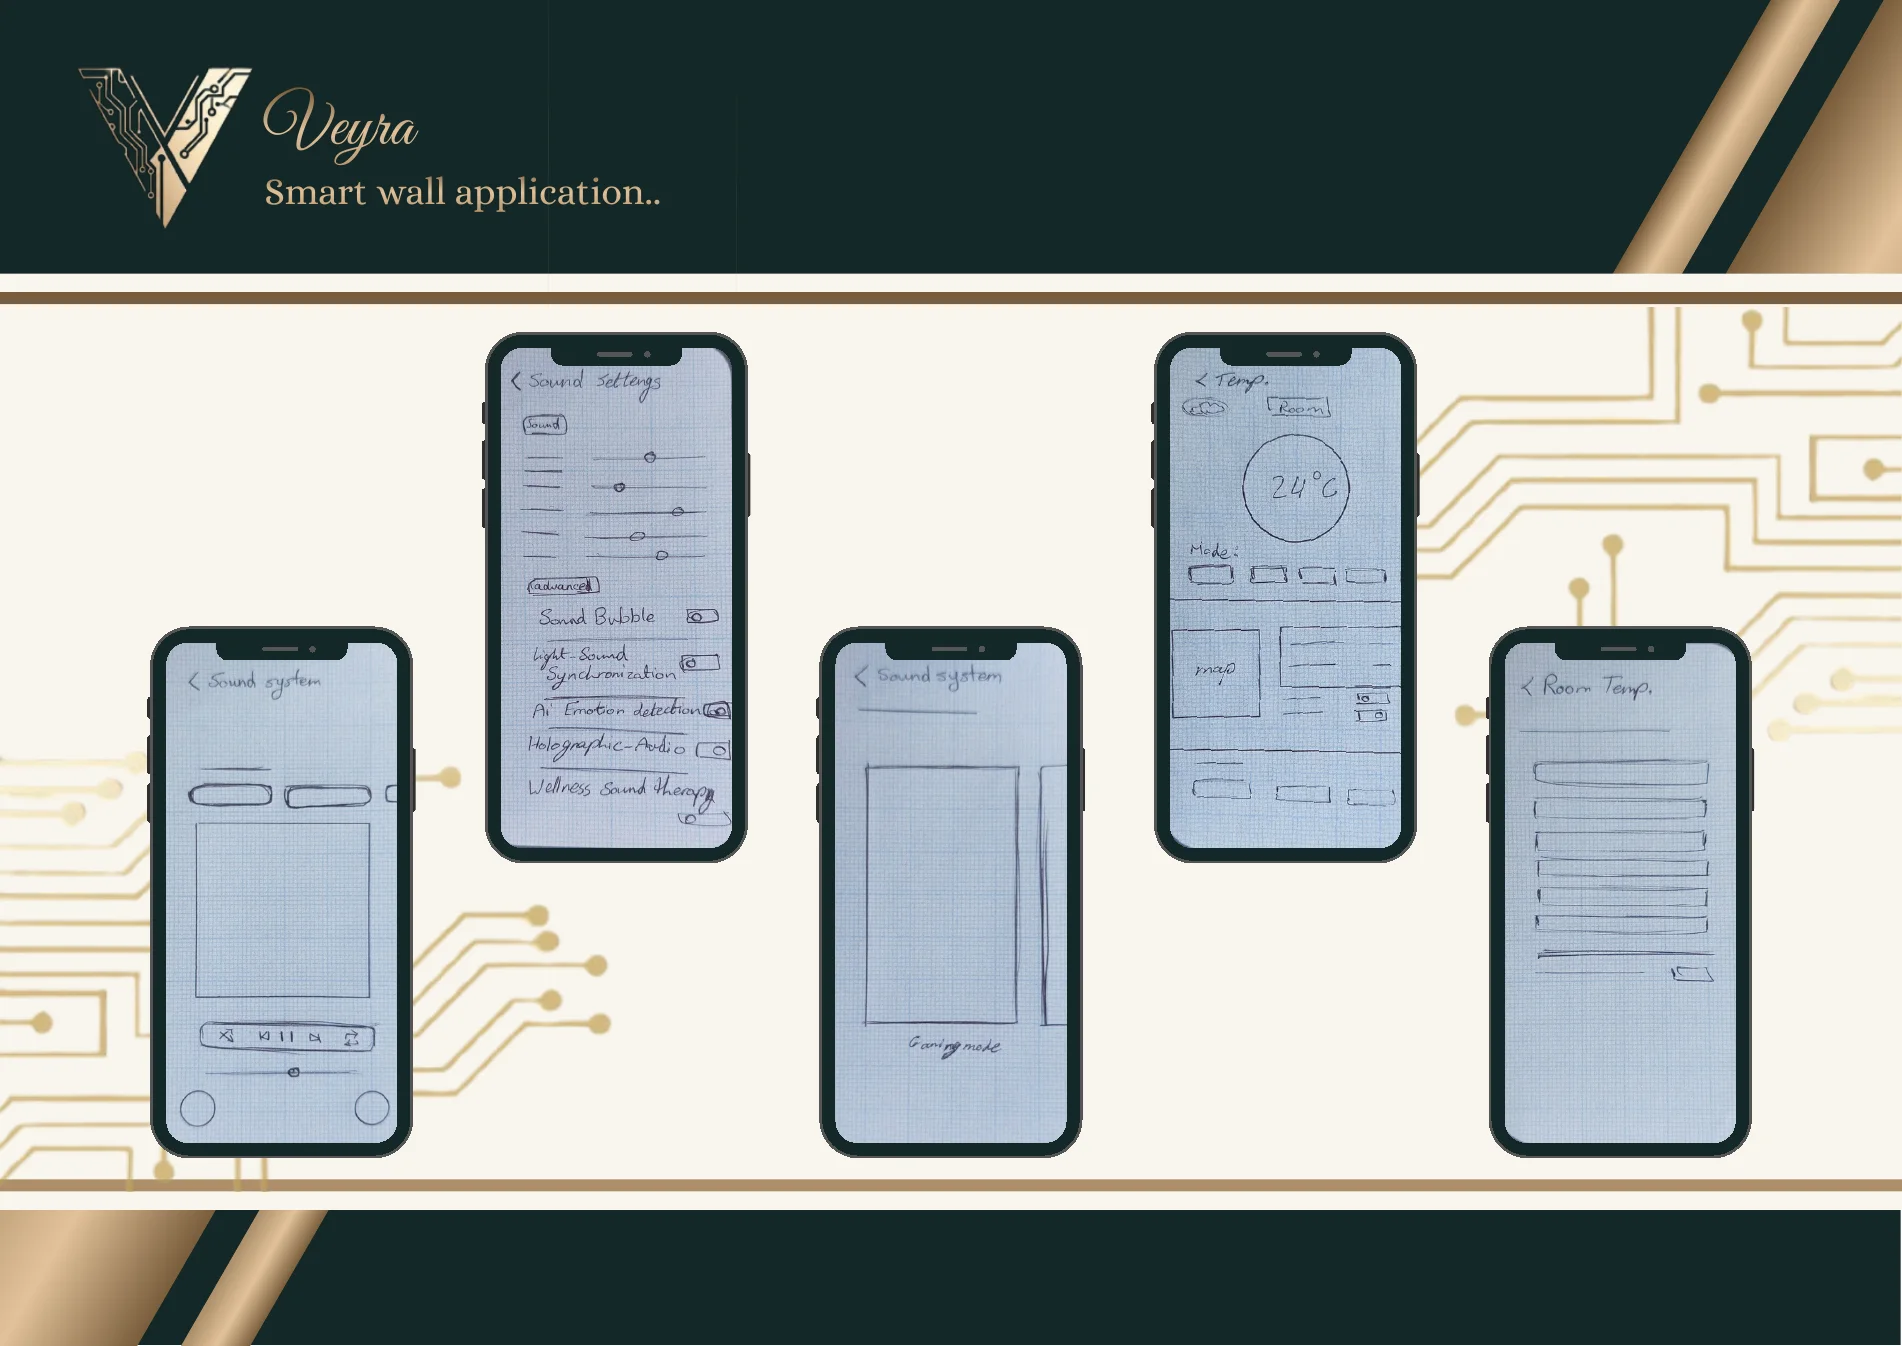 Veyra
Smart wall application..
< Sound system
< Sound settengs
Sound
advanced
Sound Bubble
Light-Sound
Synchronization
Ai Emotion detection
Holographic-Audio
Wellness Sound therapy
< Sound system
Gaming mode
< Temp.
Room
24°C
Mode:
map
< Room Temp.